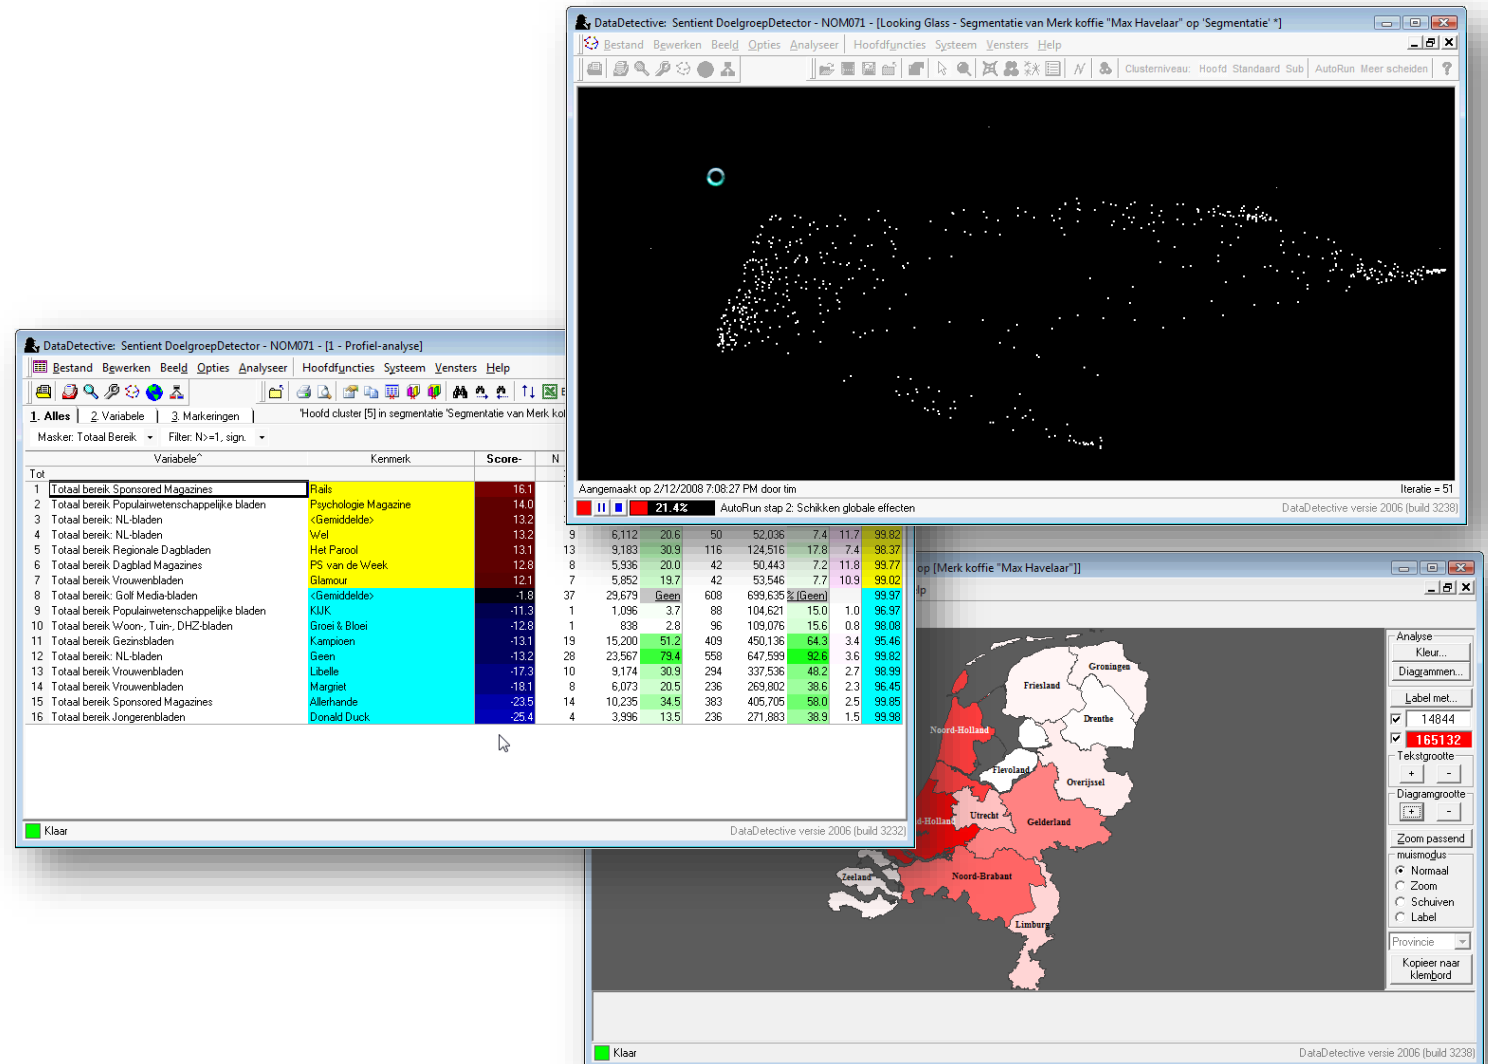 DataDetective: Sentient DoelgroepDetector - NOM071 - [Looking Glass - Segmentatie van Merk koffie "Max Havelaar" op 'Segmentatie' *]
Bestand Bewerken Beeld Opties Analyseer Hoofdfuncties Systeem Vensters Help
Clusterniveau: Hoofd Standaard Sub AutoRun Meer scheiden ?
Aangemaakt op 2/12/2008 7:08:27 PM door tim Iteratie = 51
21.4% AutoRun stap 2: Schikken globale effecten DataDetective versie 2006 (build 3238)
DataDetective: Sentient DoelgroepDetector - NOM071 - [1 - Profiel-analyse]
Bestand Bewerken Beeld Opties Analyseer Hoofdfuncties Systeem Vensters Help
1. Alles 2. Variabele 3. Markeringen 'Hoofd cluster [5] in segmentatie 'Segmentatie van Merk kof
Masker: Totaal Bereik Filter: N>=1, sign.
Variabele^ Kenmerk Score- N
Tot
1 Totaal bereik Sponsored Magazines Rails 16.1
2 Totaal bereik Populairwetenschappelijke bladen Psychologie Magazine 14.0
3 Totaal bereik: NL-bladen <Gemiddelde> 13.2
4 Totaal bereik: NL-bladen Wel 13.2 9 6,112 20.6 50 52,036 7.4 11.7 99.82
5 Totaal bereik Regionale Dagbladen Het Parool 13.1 13 9,183 30.9 116 124,516 17.8 7.4 98.37
6 Totaal bereik Dagblad Magazines PS van de Week 12.8 8 5,936 20.0 42 50,443 7.2 11.8 99.77
7 Totaal bereik Vrouwenbladen Glamour 12.1 7 5,852 19.7 42 53,546 7.7 10.9 99.02
8 Totaal bereik: Golf Media-bladen <Gemiddelde> -1.8 37 29,679 Geen 608 699,635 % (Geen) 99.97
9 Totaal bereik Populairwetenschappelijke bladen KIJK -11.3 1 1,096 3.7 88 104,621 15.0 1.0 96.97
10 Totaal bereik Woon-, Tuin-, DHZ-bladen Groei & Bloei -12.8 1 838 2.8 96 109,076 15.6 0.8 98.08
11 Totaal bereik Gezinsbladen Kampioen -13.1 19 15,200 51.2 409 450,136 64.3 3.4 95.46
12 Totaal bereik: NL-bladen Geen -13.2 28 23,567 79.4 558 647,599 92.6 3.6 99.82
13 Totaal bereik Vrouwenbladen Libelle -17.3 10 9,174 30.9 294 337,536 48.2 2.7 98.99
14 Totaal bereik Vrouwenbladen Margriet -18.1 8 6,073 20.5 236 269,802 38.6 2.3 96.45
15 Totaal bereik Sponsored Magazines Allerhande -23.5 14 10,235 34.5 383 405,705 58.0 2.5 99.85
16 Totaal bereik Jongerenbladen Donald Duck -25.4 4 3,996 13.5 236 271,883 38.9 1.5 99.98
Klaar DataDetective versie 2006 (build 3232)
op [Merk koffie "Max Havelaar"]]
lp
Groningen
Friesland
Drenthe
Noord-Holland
Flevoland
Overijssel
Utrecht
d-Holland
Gelderland
Zeeland
Noord-Brabant
Limburg
Analyse
Kleur...
Diagrammen...
Label met...
14844
165132
Tekstgrootte
+ -
Diagramgrootte
+ -
Zoom passend
muismodus
Normaal
Zoom
Schuiven
Label
Provincie
Kopieer naar
klembord
Klaar DataDetective versie 2006 (build 3238)